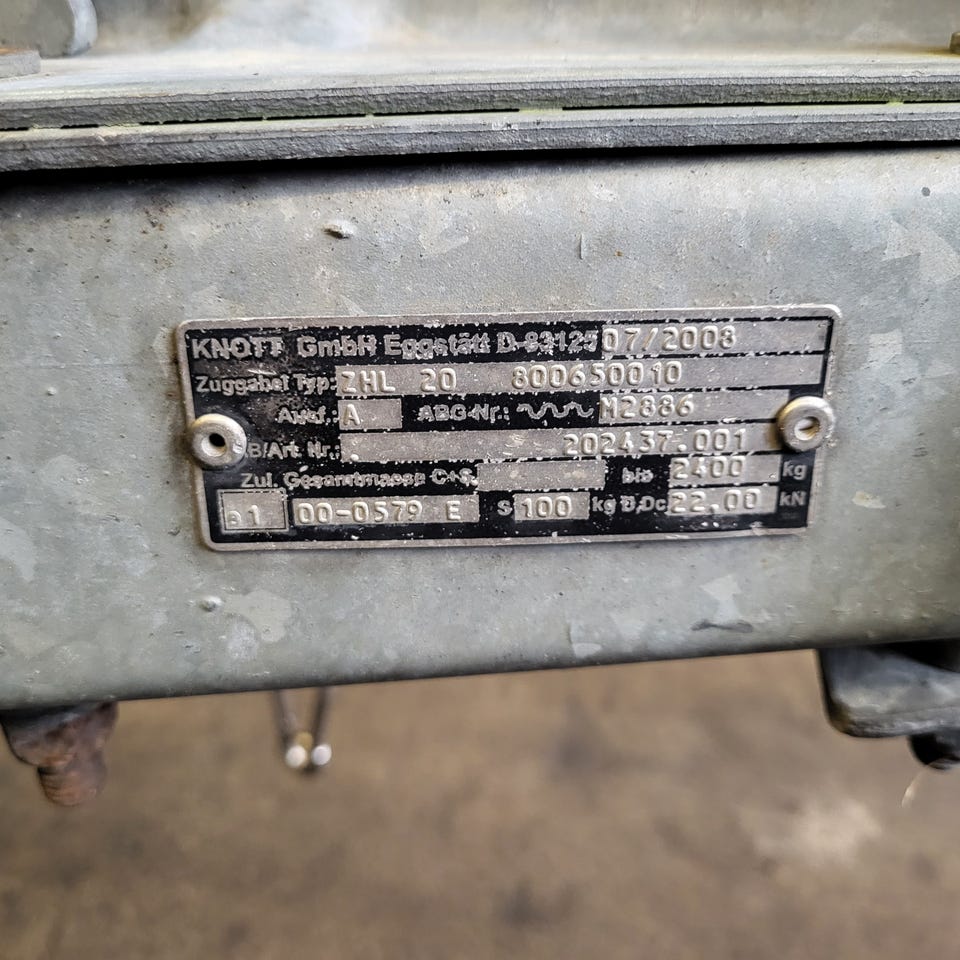 KNOTT GmbH Eggstätt D-83125 07/2008
Zuggabel Typ: ZHL 20 800650010
Ausf.: A ABG-Nr.: M2886
B/Art. Nr.: 202437.001
Zul. Gesamtmasse C+S bis 2400 kg
e1 00-0579 E S 100 kg B,Dc 22.00 kN